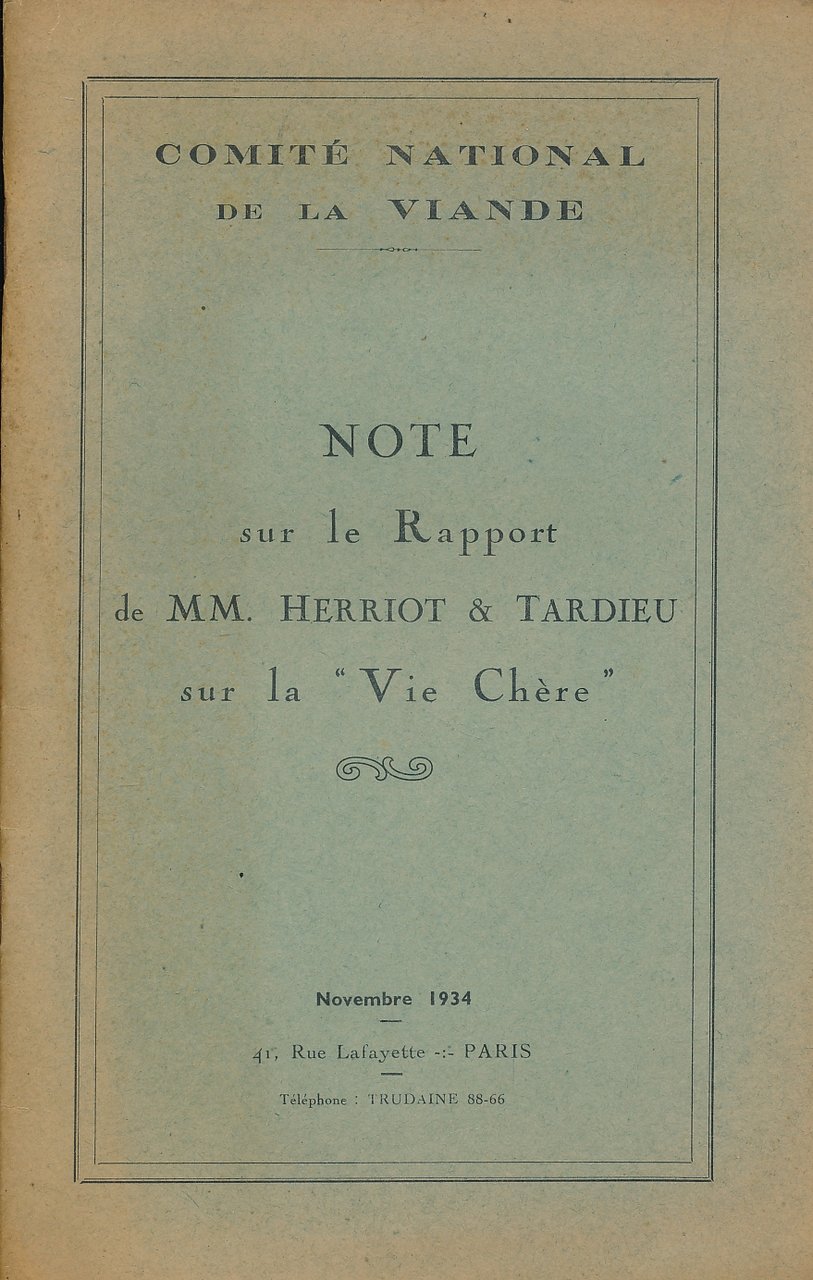 COMITÉ NATIONAL
DE LA VIANDE
NOTE
sur le Rapport
de MM. HERRIOT & TARDIEU
sur la “ Vie Chère ”
Novembre 1934
41, Rue Lafayette -:- PARIS
Téléphone : TRUDAINE 88-66